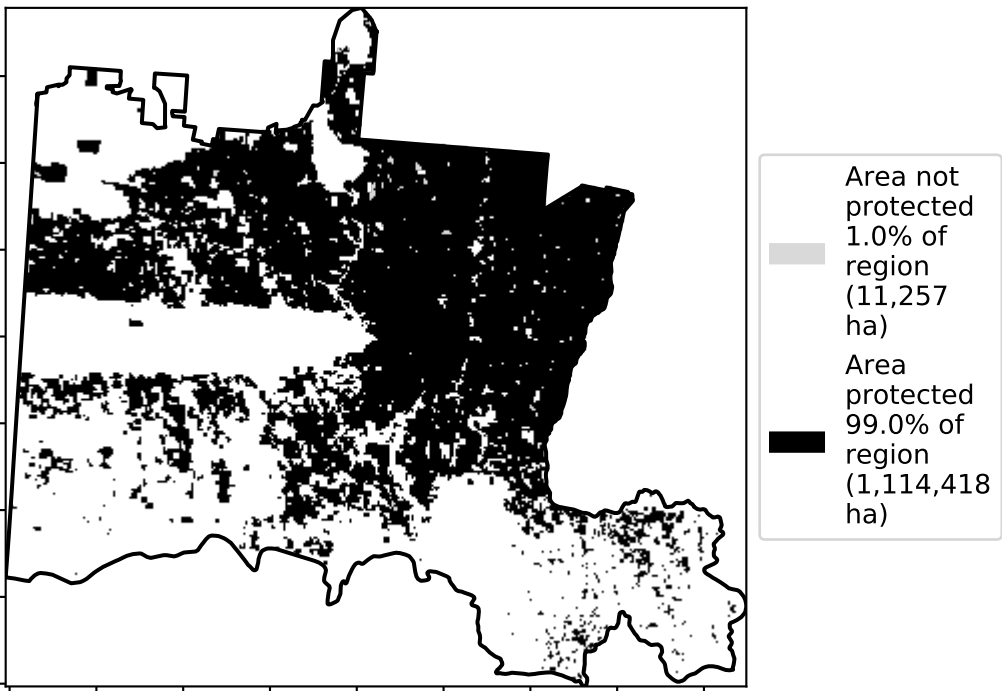 Area not
protected
1.0% of
region
(11,257
ha)
Area
protected
99.0% of
region
(1,114,418
ha)